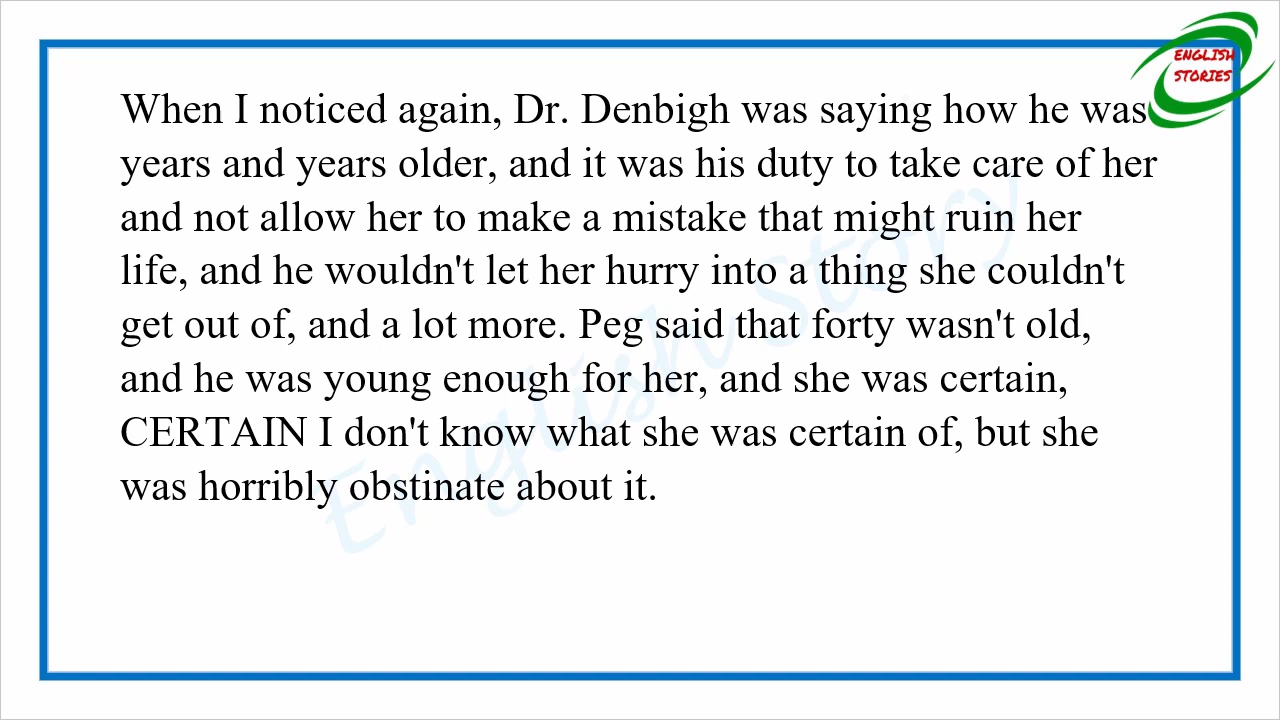 ENGLISH
STORIES
When I noticed again, Dr. Denbigh was saying how he was
years and years older, and it was his duty to take care of her
and not allow her to make a mistake that might ruin her
life, and he wouldn't let her hurry into a thing she couldn't
get out of, and a lot more. Peg said that forty wasn't old,
and he was young enough for her, and she was certain,
CERTAIN I don't know what she was certain of, but she
was horribly obstinate about it.
English Story